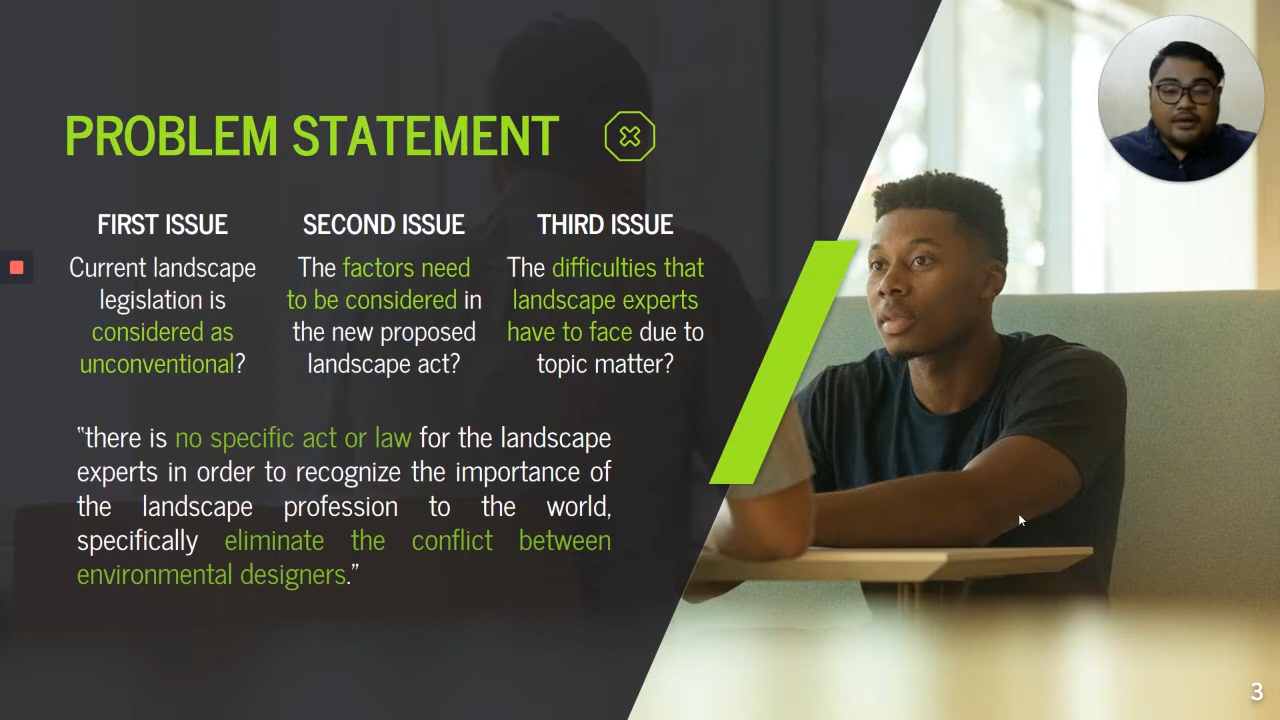 PROBLEM STATEMENT
FIRST ISSUE
Current landscape
legislation is
considered as
unconventional?
SECOND ISSUE
The factors need
to be considered in
the new proposed
landscape act?
THIRD ISSUE
The difficulties that
landscape experts
have to face due to
topic matter?
“there is no specific act or law for the landscape
experts in order to recognize the importance of
the landscape profession to the world,
specifically eliminate the conflict between
environmental designers.”
3